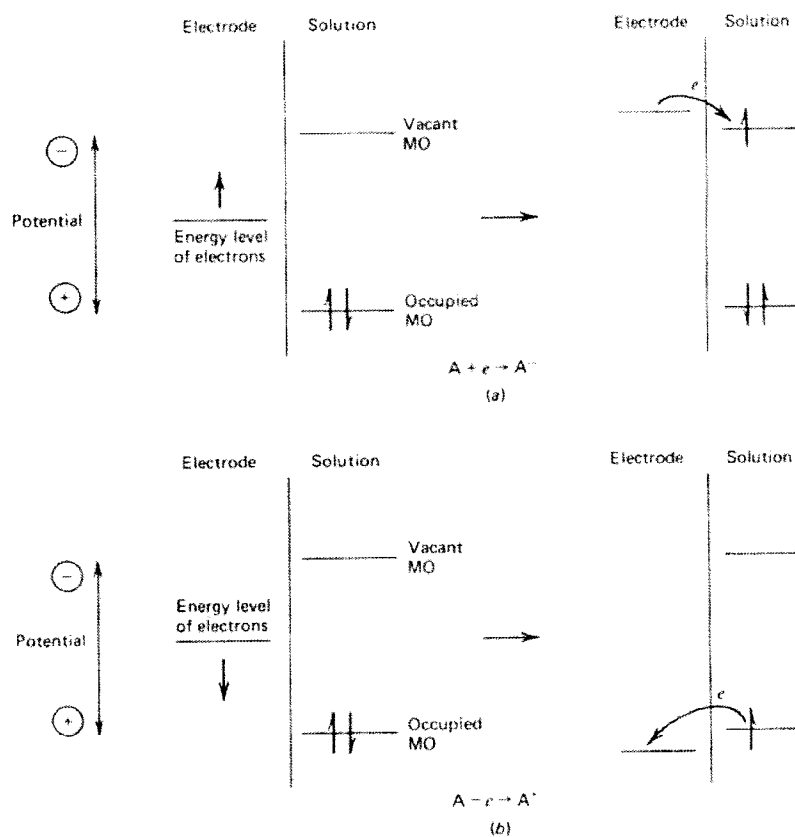 Electrode
Solution
Electrode
Solution
e
Vacant
MO
−
Potential
Energy level
of electrons
+
Occupied
MO
A + e → A⁻
(a)
Electrode
Solution
Electrode
Solution
Vacant
MO
−
Energy level
of electrons
Potential
e
+
Occupied
MO
A − e → A⁺
(b)